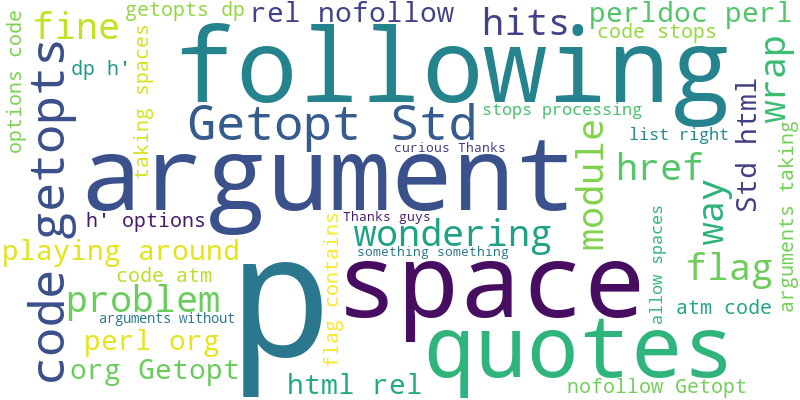 getopts dp
rel nofollow
hits
perldoc perl
options code
fine
following
code stops
dp h'
taking spaces
wrap
Getopt Std
stops processing
list right
code getopts
argument
curious Thanks
module
href
Std html
arguments taking
h' options
Thanks guys
way
playing around
wondering
something something
flag contains
p
space
allow spaces
flag
code atm
problem
atm code
arguments without
perl org
quotes
org Getopt
html rel
nofollow Getopt